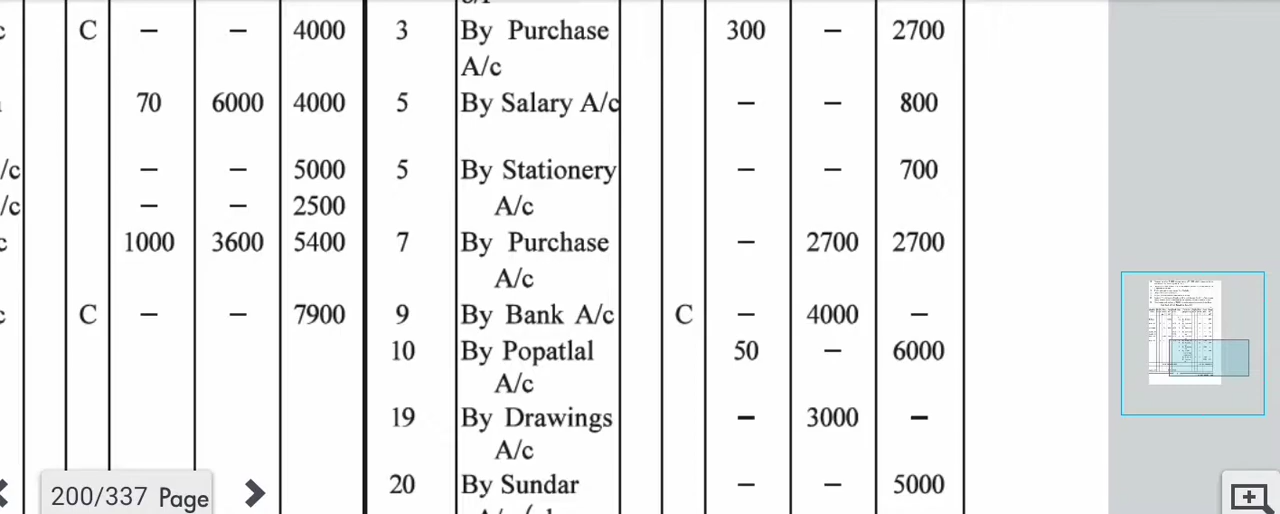 C – – 4000 3 By Purchase 300 – 2700
A/c
70 6000 4000 5 By Salary A/c – – 800
/c – – 5000 5 By Stationery – – 700
/c – – 2500 A/c
1000 3600 5400 7 By Purchase – 2700 2700
A/c
C – – 7900 9 By Bank A/c C – 4000 –
10 By Popatlal 50 – 6000
A/c
19 By Drawings – 3000 –
A/c
20 By Sundar – – 5000
200/337 Page